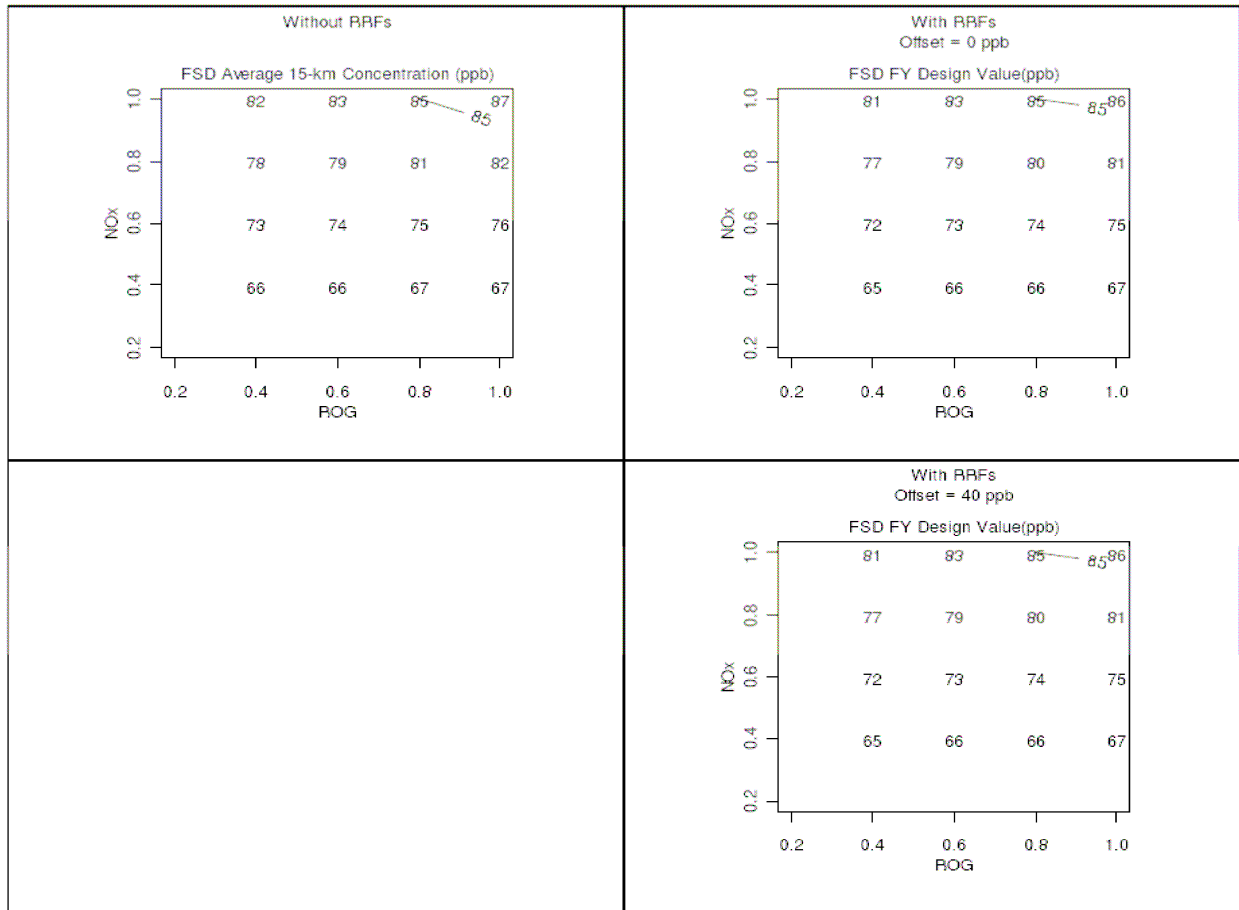 Without RRFs
FSD Average 15-km Concentration (ppb)
1.0 82 83 85 87
85
0.8 78 79 81 82
NOx
0.6 73 74 75 76
0.4 66 66 67 67
0.2
0.2 0.4 0.6 0.8 1.0
ROG
With RRFs
Offset = 0 ppb
FSD FY Design Value(ppb)
1.0 81 83 85 85 86
0.8 77 79 80 81
NOx
0.6 72 73 74 75
0.4 65 66 66 67
0.2
0.2 0.4 0.6 0.8 1.0
ROG
With RRFs
Offset = 40 ppb
FSD FY Design Value(ppb)
1.0 81 83 85 85 86
0.8 77 79 80 81
NOx
0.6 72 73 74 75
0.4 65 66 66 67
0.2
0.2 0.4 0.6 0.8 1.0
ROG